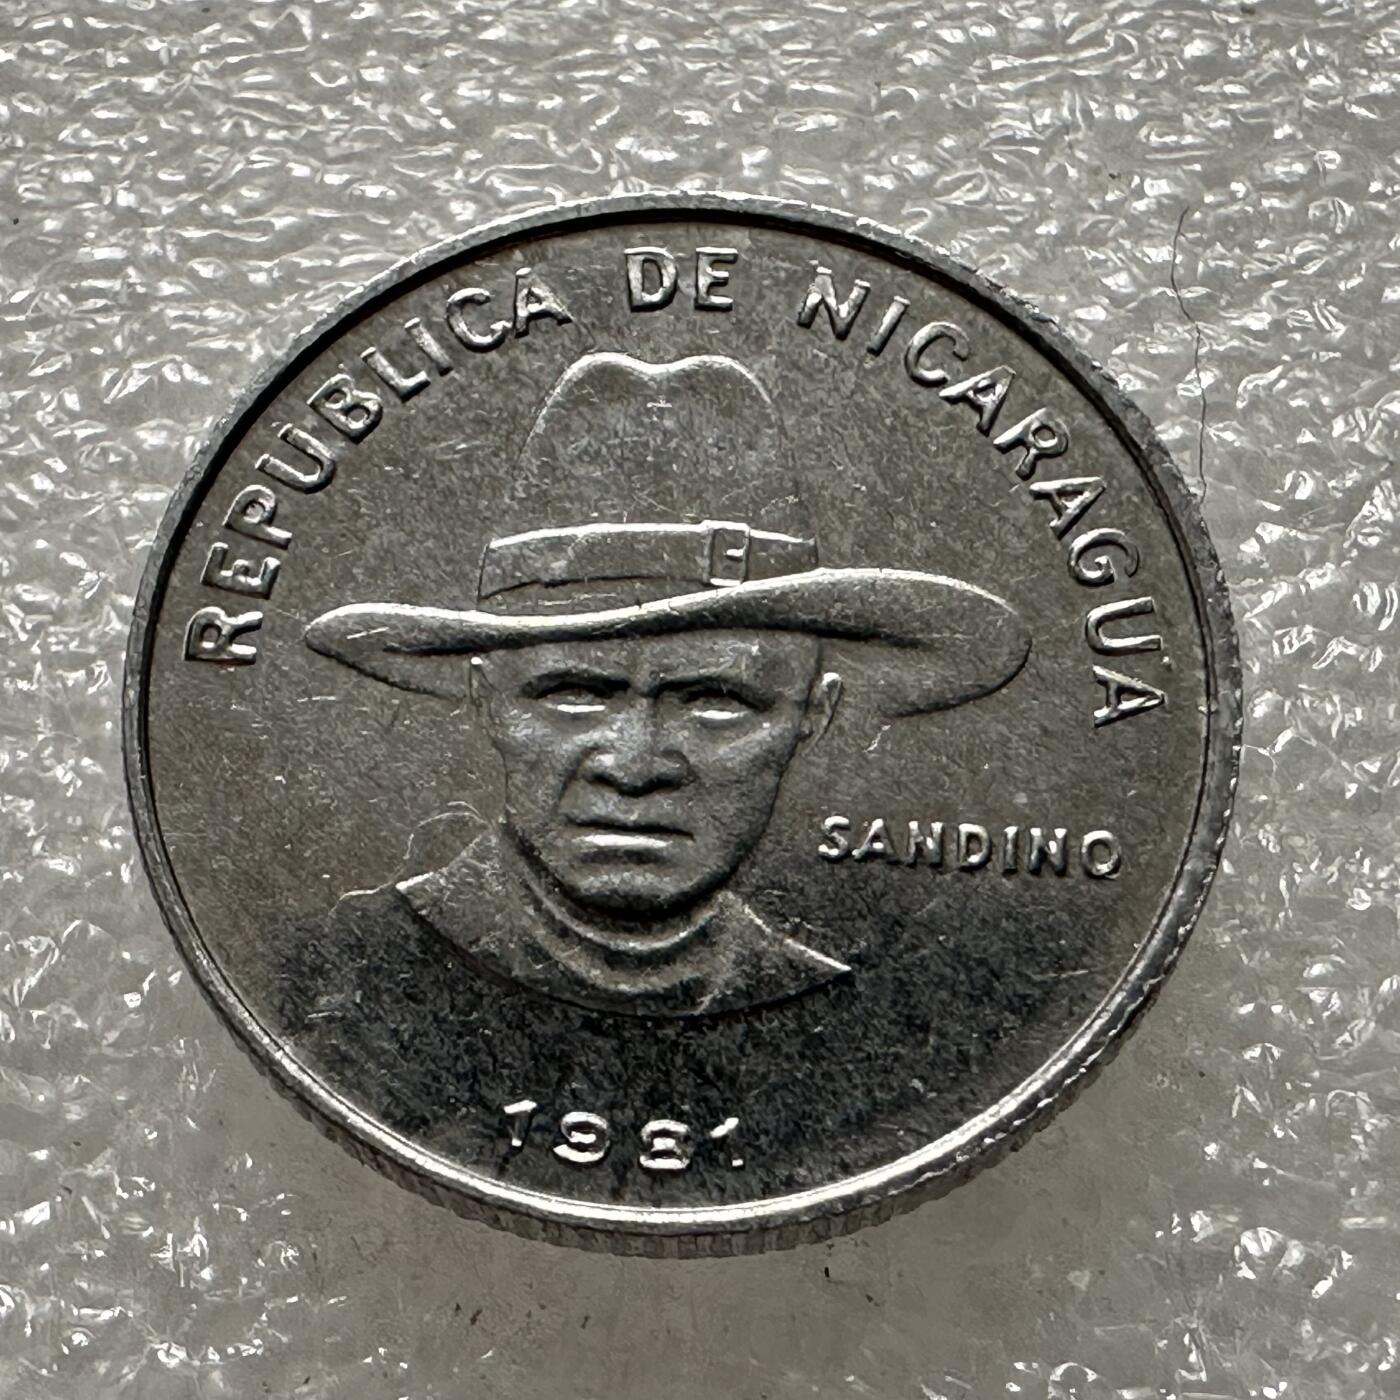 REPUBLICA DE NICARAGUA
SANDINO
1981